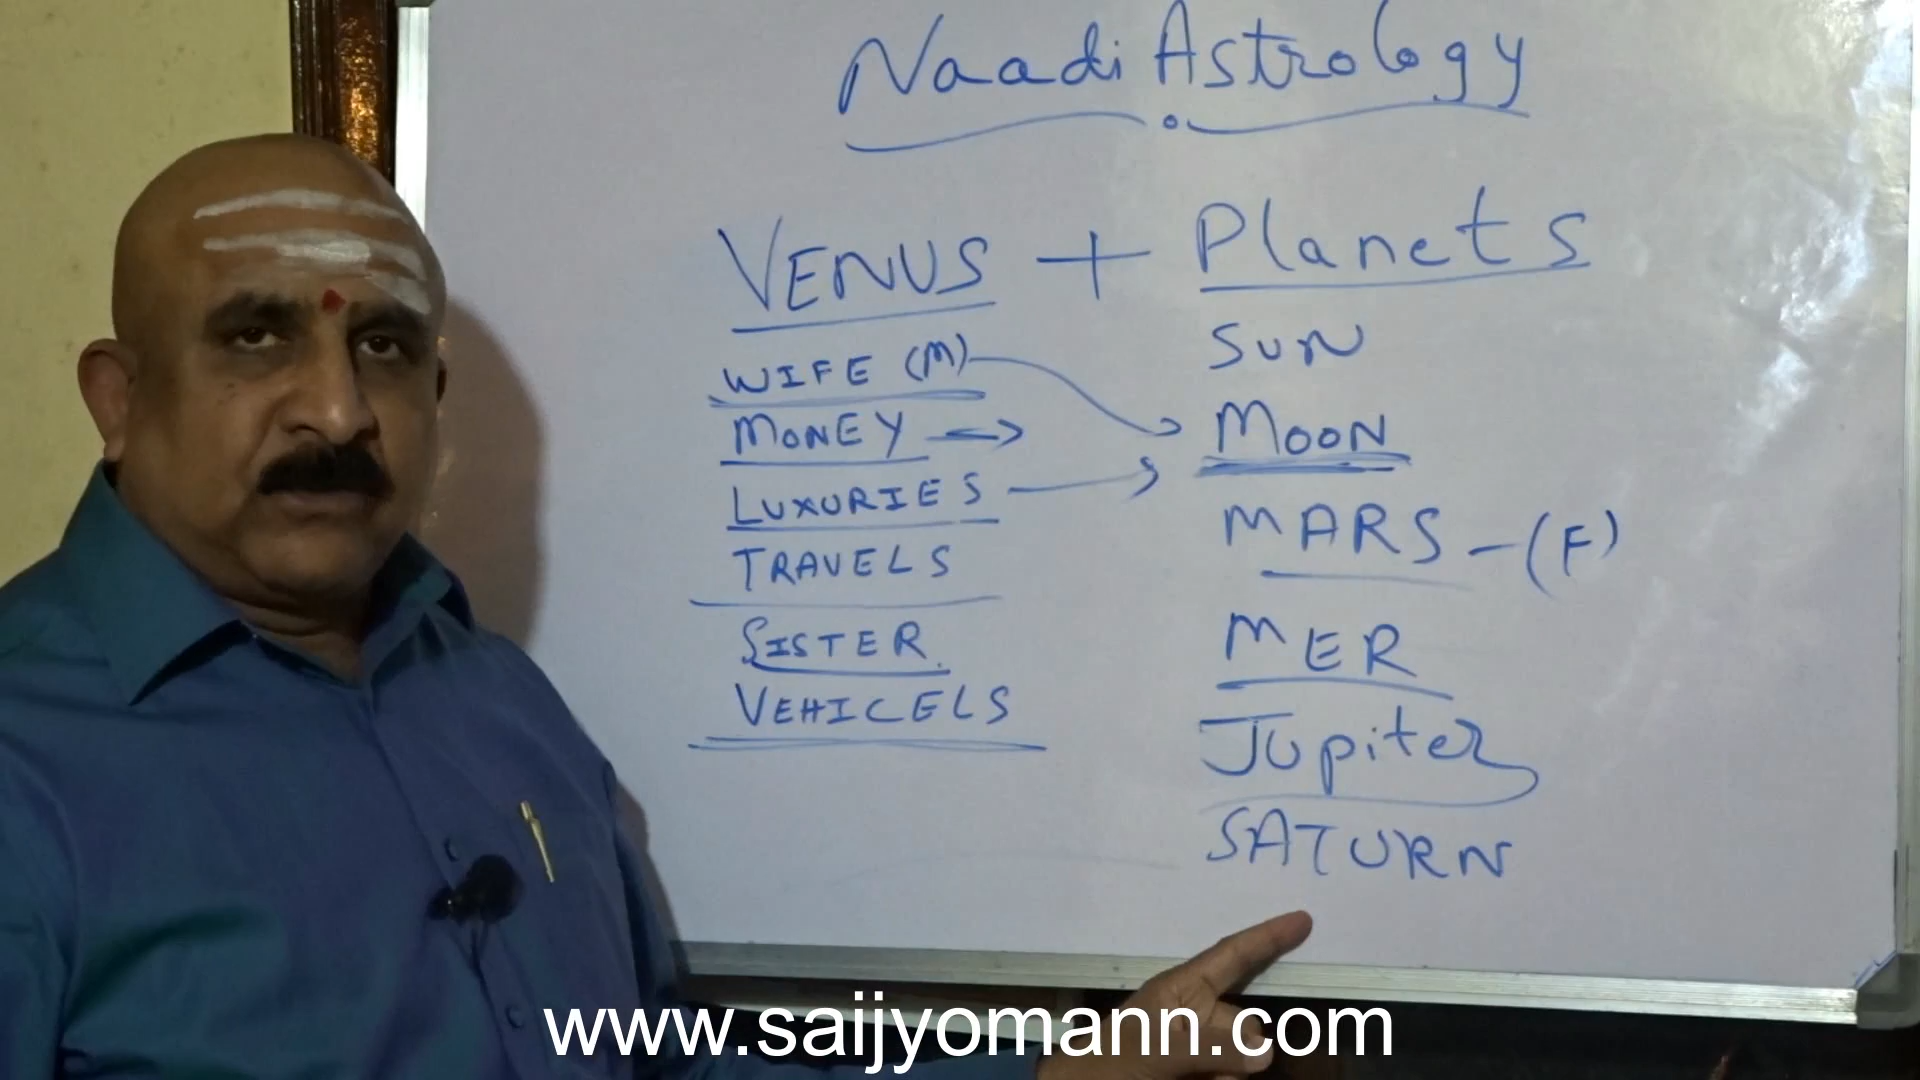 Naadi Astrology
VENUS + Planets
WIFE (M)
MONEY
LUXURIES
TRAVELS
SISTER
VEHICELS
SUN
MOON
MARS - (F)
MER
Jupiter
SATURN
www.saijyomann.com